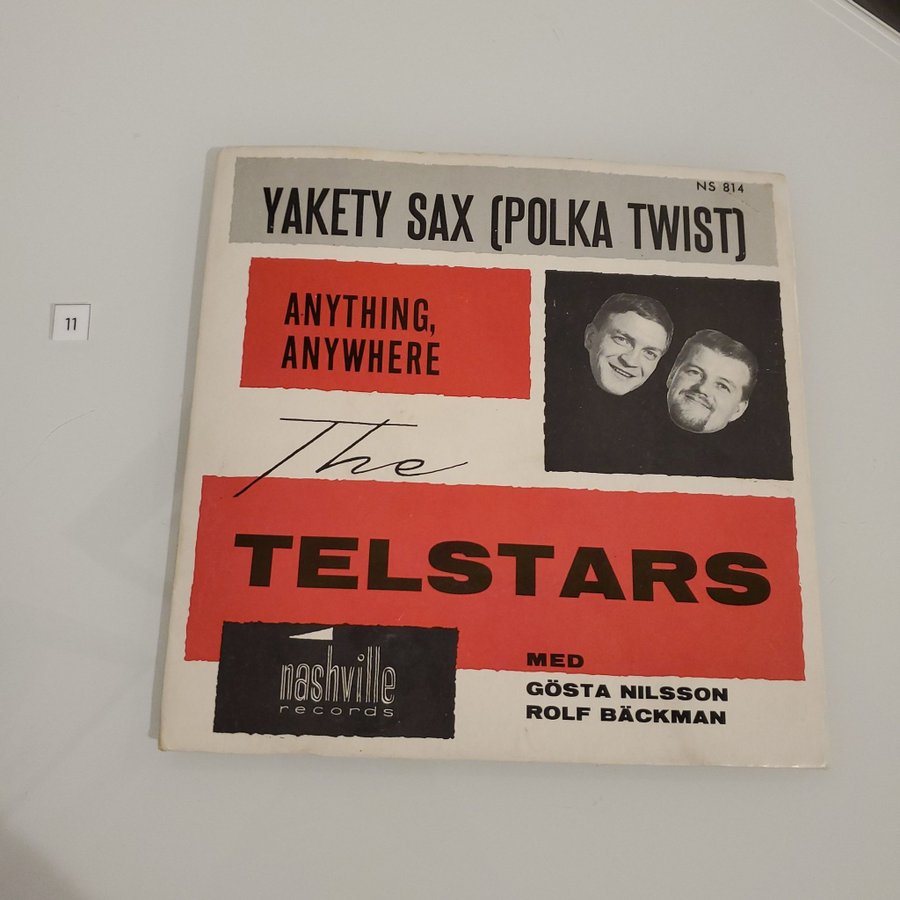 NS 814
YAKETY SAX (POLKA TWIST)
ANYTHING,
ANYWHERE
11
The
TELSTARS
MED
GÖSTA NILSSON
ROLF BÄCKMAN
nashville
records